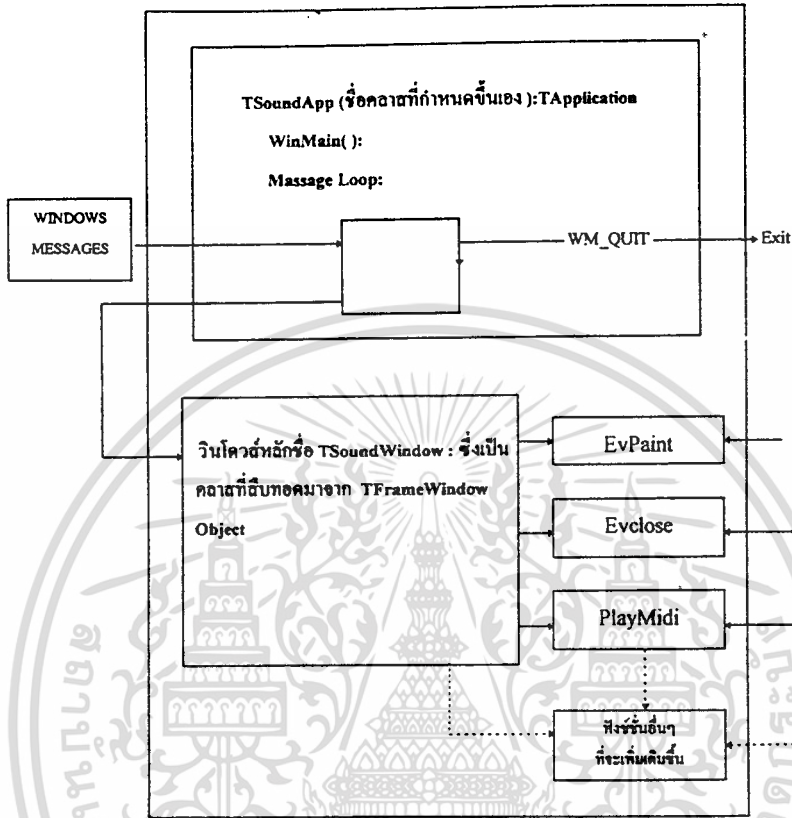 TSoundApp (ชื่อคลาสที่กำหนดขึ้นเอง ):TApplication
WinMain( ):
Massage Loop:
WINDOWS
MESSAGES
WM_QUIT
Exit
วินโดวส์หลักชื่อ TSoundWindow : ซึ่งเป็น
คลาสที่สืบทอดมาจาก TFrameWindow
Object
EvPaint
Evclose
PlayMidi
ฟังช์ชั่นอื่นๆ
ที่จะเพิ่มเติมขึ้น